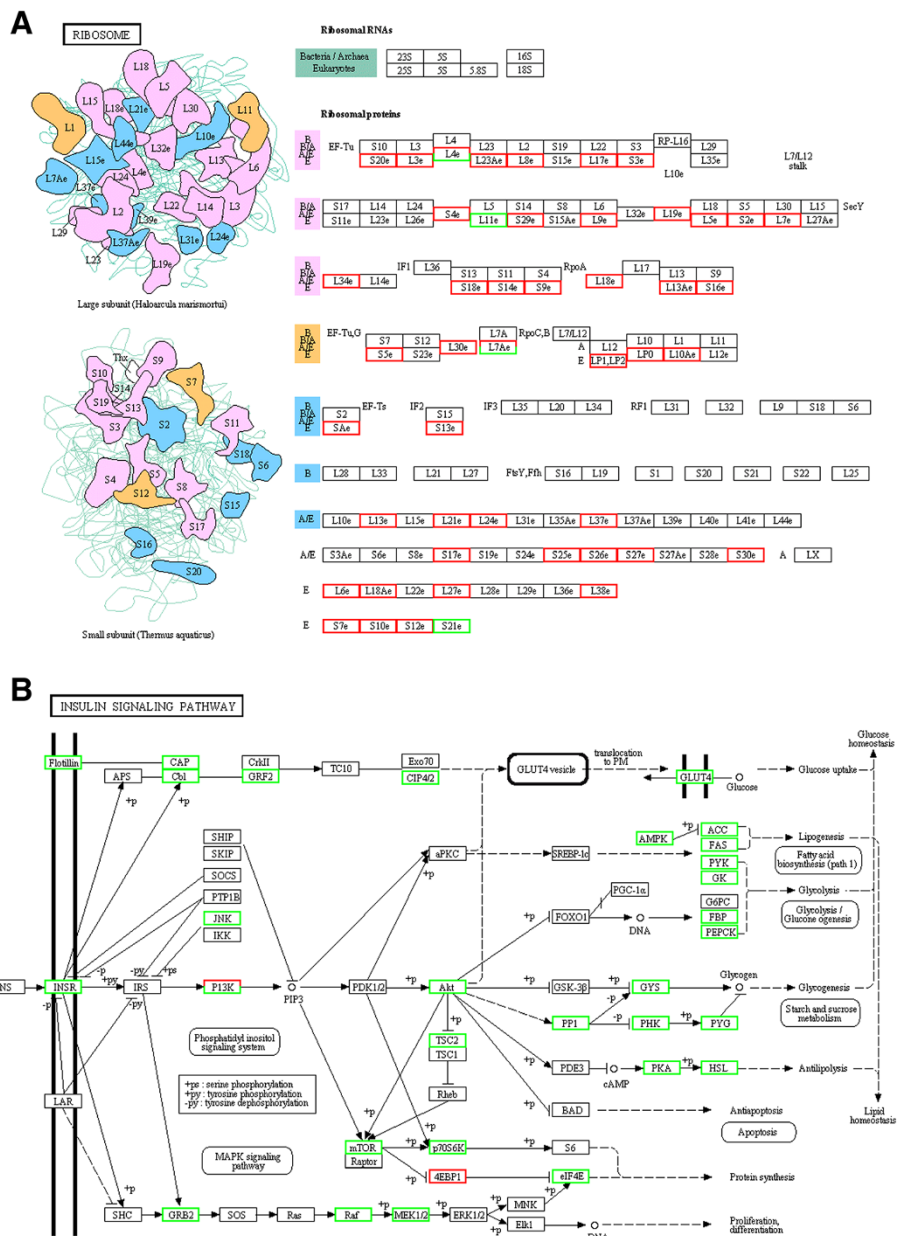 A
RIBOSOME
Ribosomal RNAs
Bacteria / Archaea 23S 5S 16S
Eukaryotes 25S 5S 5.8S 18S
Ribosomal proteins
L18
L5
L15 L18e L21e L30 L11
L1
L44e L32e L10e
L15e L13 L6
L7Ae L37e L24 L4e
L2 L22 L14 L3
L29 L39e
L23 L37Ae L31e L24e
L19e
Large subunit (Haloarcula marismortui)
B
B/A
A/E
E
EF-Tu S10 L3 L4 L23 L2 S19 L22 S3 RP-L16 L29
S20e L3e L4e L23Ae L8e S15e L17e S3e L10e L35e
L7/L12
stalk
B
B/A
A/E
E
S17 L14 L24 L5 S14 S8 L6 L18 S5 L30 L15 SecY
S11e L23e L26e S4e L11e S29e S15Ae L9e L32e L19e L5e S2e L7e L27Ae
B
B/A
A/E
E
IF1 L36 S13 S11 S4 RpoA L17 L13 S9
L34e L14e S18e S14e S9e L18e L13Ae S16e
B
B/A
A/E
E
EF-Tu,G S7 S12 L7A RpoC,B L7/L12 L10 L1 L11
S5e S23e L30e L7Ae A L12 LP0 L10Ae L12e
E LP1,LP2
B
B/A
A/E
E
S2 EF-Ts IF2 S15 IF3 L35 L20 L34 RF1 L31 L32 L9 S18 S6
SAe S13e
B L28 L33 L21 L27 FtsY,Ffh S16 L19 S1 S20 S21 S22 L25
A/E L10e L13e L15e L21e L24e L31e L35Ae L37e L37Ae L39e L40e L41e L44e
A/E S3Ae S6e S8e S17e S19e S24e S25e S26e S27e S27Ae S28e S30e A LX
E L6e L18Ae L22e L27e L28e L29e L36e L38e
E S7e S10e S12e S21e
Thx S9
S10 S14 S7
S19 S13
S3 S2 S11
S18 S6
S4 S5 S8
S12 S15
S17
S16
S20
Small subunit (Thermus aquaticus)
B
INSULIN SIGNALING PATHWAY
Flotillin CAP CrkII TC10 Exo70 GLUT4 vesicle translocation
to PM GLUT4 Glucose Glucose uptake
Glucose
homeostasis
APS Cbl GRF2 CIP4/2
+p +p
SHIP
SKIP
SOCS
PTP1B
JNK
IKK
aPKC
+p
SREBP-1c
AMPK +p ACC
FAS
PYK
GK
Lipogenesis
Fatty acid
biosynthesis (path 1)
Glycolysis
PGC-1α
FOXO1 DNA
+p
G6PC
FBP
PEPCK
Glycolysis /
Glucone ogenesis
NS INSR IRS PI3K PIP3 PDK1/2 Akt
-p +py -py +ps
-p -py +p +p
GSK-3β +p GYS Glycogen Glycogenesis
+p -p
PP1 -p PHK +p PYG
Starch and sucrose
metabolism
Phosphatidyl inositol
signaling system
+p
TSC2
TSC1
+p
PDE3 cAMP PKA +p HSL Antilipolysis
+ps : serine phosphorylation
+py : tyrosine phosphorylation
-py : tyrosine dephosphorylation
Rheb
LAR
+p BAD Antiapoptosis
Lipid
homeostasis
Apoptosis
MAPK signaling
pathway
+p
mTOR +p p70S6K +p S6
Raptor
+p 4EBP1 eIF4E Protein synthesis
+p
SHC GRB2 SOS Ras Raf +p MEK1/2 +p ERK1/2 +p MNK +p
+p Elk1 Proliferation,
differentiation